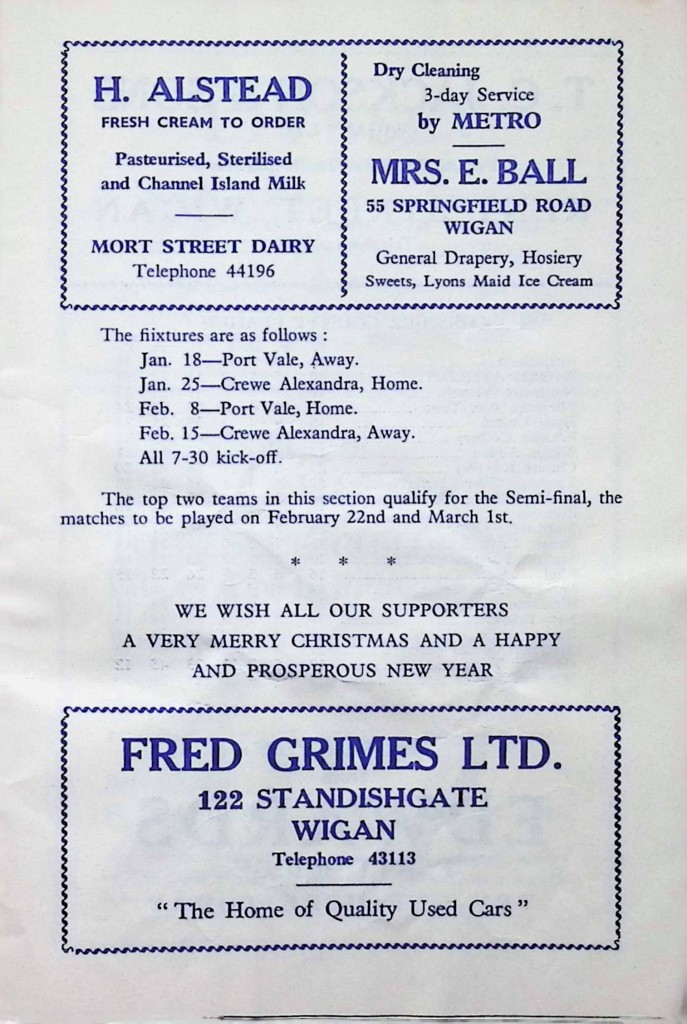 H. ALSTEAD
FRESH CREAM TO ORDER
Pasteurised, Sterilised
and Channel Island Milk
MORT STREET DAIRY
Telephone 44196
Dry Cleaning
3-day Service
by METRO
MRS. E. BALL
55 SPRINGFIELD ROAD
WIGAN
General Drapery, Hosiery
Sweets, Lyons Maid Ice Cream
The fiixtures are as follows :
Jan. 18—Port Vale, Away.
Jan. 25—Crewe Alexandra, Home.
Feb. 8—Port Vale, Home.
Feb. 15—Crewe Alexandra, Away.
All 7-30 kick-off.
The top two teams in this section qualify for the Semi-final, the
matches to be played on February 22nd and March 1st.
* * *
WE WISH ALL OUR SUPPORTERS
A VERY MERRY CHRISTMAS AND A HAPPY
AND PROSPEROUS NEW YEAR
FRED GRIMES LTD.
122 STANDISHGATE
WIGAN
Telephone 43113
“ The Home of Quality Used Cars ”